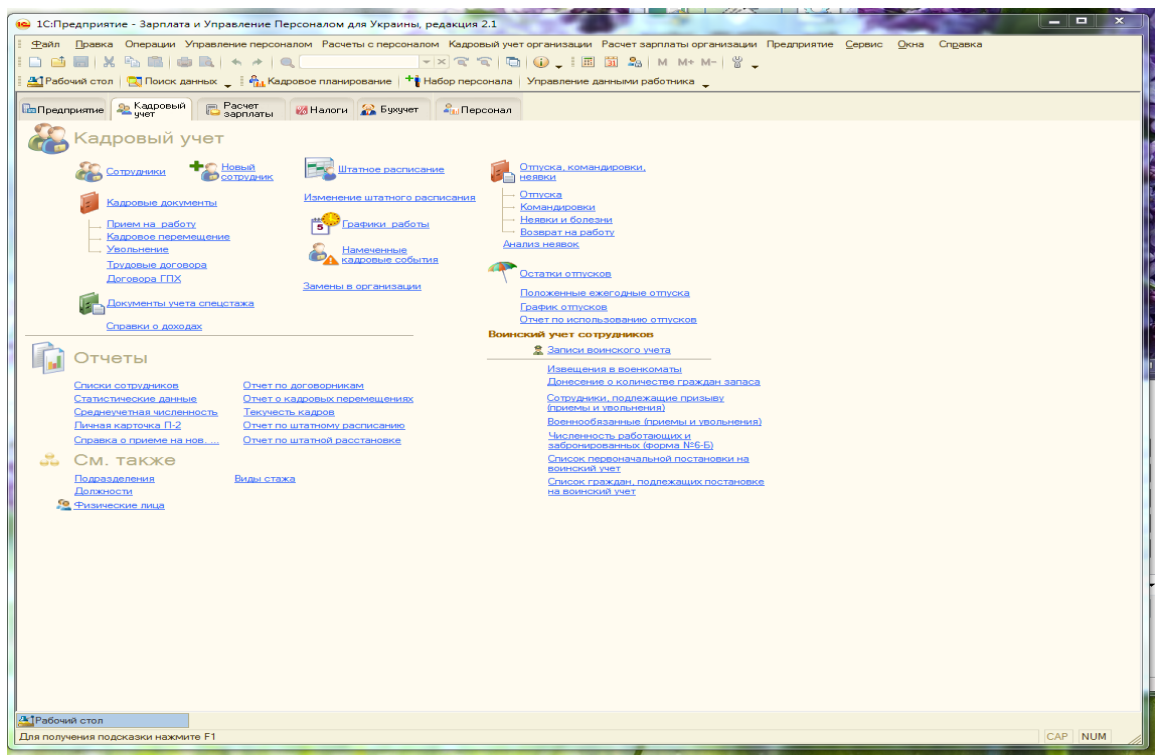 1С:Предприятие - Зарплата и Управление Персоналом для Украины, редакция 2.1
Файл Правка Операции Управление персоналом Расчеты с персоналом Кадровый учет организации Расчет зарплаты организации Предприятие Сервис Окна Справка
M M+ M-
Рабочий стол Поиск данных Кадровое планирование Набор персонала Управление данными работника
Предприятие Кадровый учет Расчет зарплаты Налоги Бухучет Персонал
Кадровый учет
Сотрудники
Новый
сотрудник
Кадровые документы
Прием на работу
Кадровое перемещение
Увольнение
Трудовые договора
Договора ГПХ
Документы учета спецстажа
Справки о доходах
Штатное расписание
Изменение штатного расписания
5
Графики работы
Намеченные
кадровые события
Замены в организации
Отпуска, командировки,
неявки
Отпуска
Командировки
Неявки и болезни
Возврат на работу
Анализ неявок
Остатки отпусков
Положенные ежегодные отпуска
График отпусков
Отчет по использованию отпусков
Воинский учет сотрудников
Записи воинского учета
Извещения в военкоматы
Донесение о количестве граждан запаса
Сотрудники, подлежащие призыву
(приемы и увольнения)
Военнообязанные (приемы и увольнения)
Численность работающих и
забронированных (форма №6-Б)
Список первоначальной постановки на
воинский учет
Список граждан, подлежащих постановке
на воинский учет
Отчеты
Списки сотрудников
Статистические данные
Среднеучетная численность
Личная карточка П-2
Справка о приеме на нов. ...
Отчет по договорникам
Отчет о кадровых перемещениях
Текучесть кадров
Отчет по штатному расписанию
Отчет по штатной расстановке
См. также
Подразделения
Должности
Физические лица
Виды стажа
Рабочий стол
Для получения подсказки нажмите F1
CAP NUM